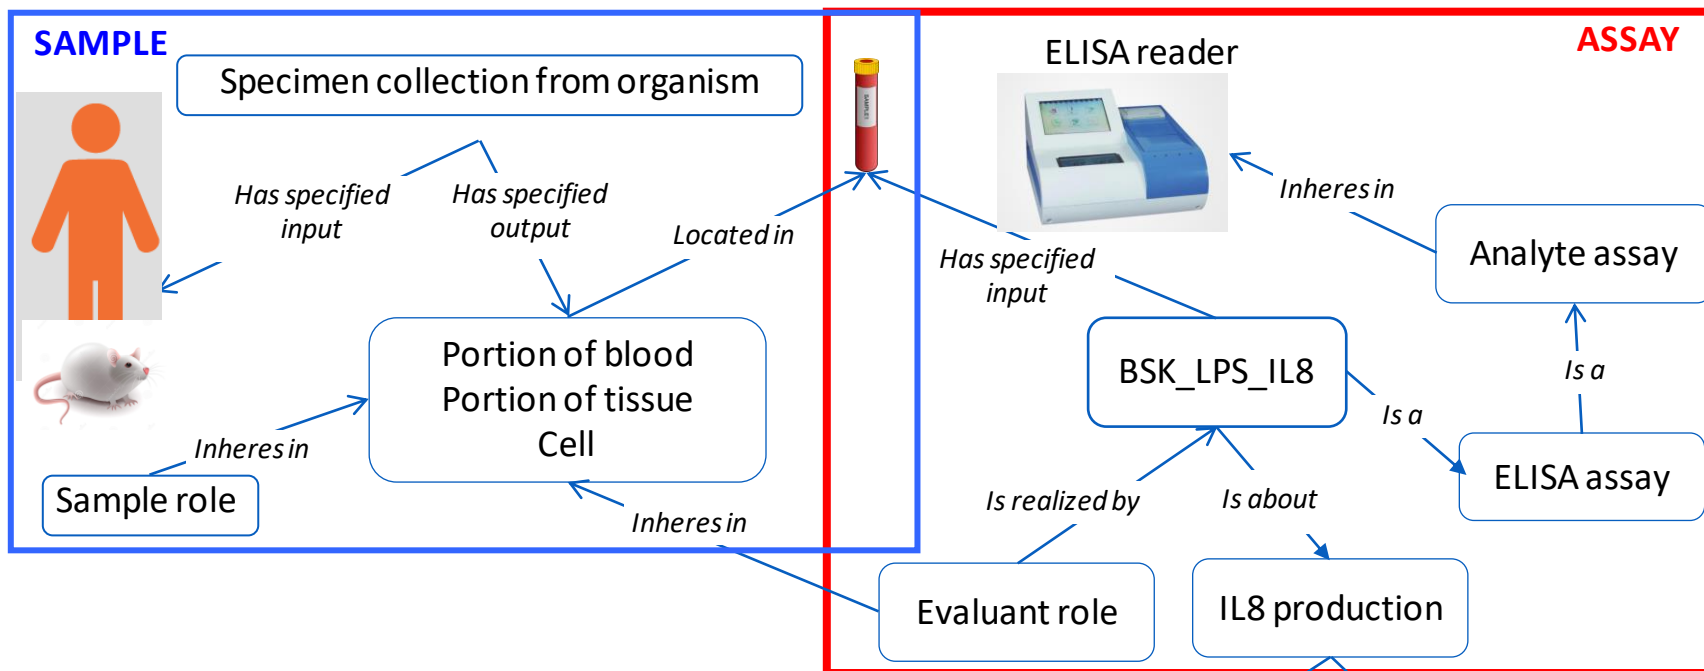 SAMPLE
Specimen collection from organism
Has specified
input
Has specified
output
Located in
Portion of blood
Portion of tissue
Cell
Inheres in
Sample role
Inheres in
ASSAY
ELISA reader
SAMPLE1
Has specified
input
Inheres in
Analyte assay
BSK_LPS_IL8
Is a
Is a
ELISA assay
Is realized by
Is about
Evaluant role
IL8 production